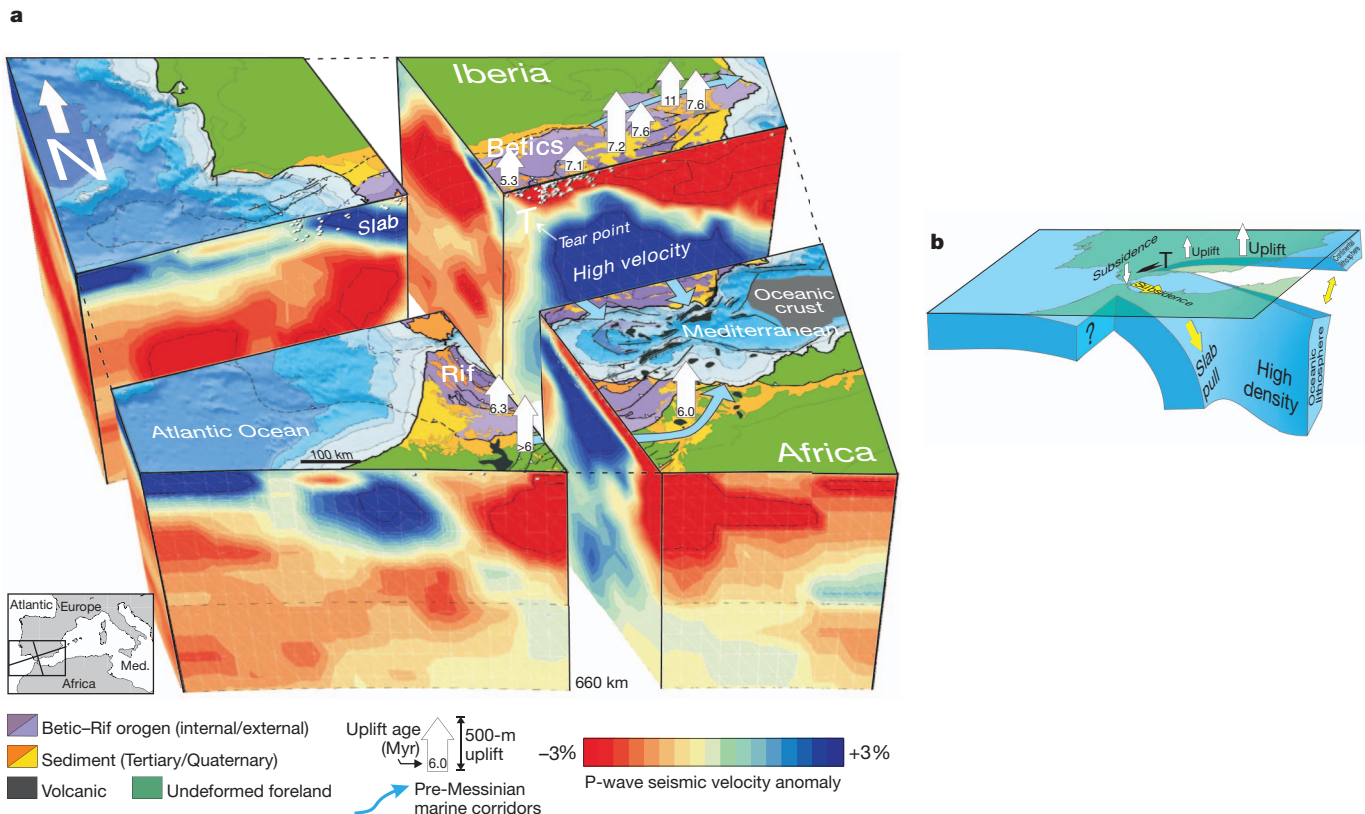 a
N
Iberia
Betics
11
7.6
7.6
7.2
7.1
5.3
Slab
T
Tear point
High velocity
Oceanic
crust
Mediterranean
Rif
6.3
>6
6.0
Atlantic Ocean
100 km
Africa
660 km
Atlantic
Europe
Med.
Africa
Betic–Rif orogen (internal/external)
Sediment (Tertiary/Quaternary)
Volcanic
Undeformed foreland
Uplift age
(Myr)
6.0
500-m
uplift
Pre-Messinian
marine corridors
–3%
+3%
P-wave seismic velocity anomaly
b
Subsidence
T
Uplift
Uplift
Continental
lithosphere
Subsidence
?
Slab
pull
High
density
Oceanic
lithosphere